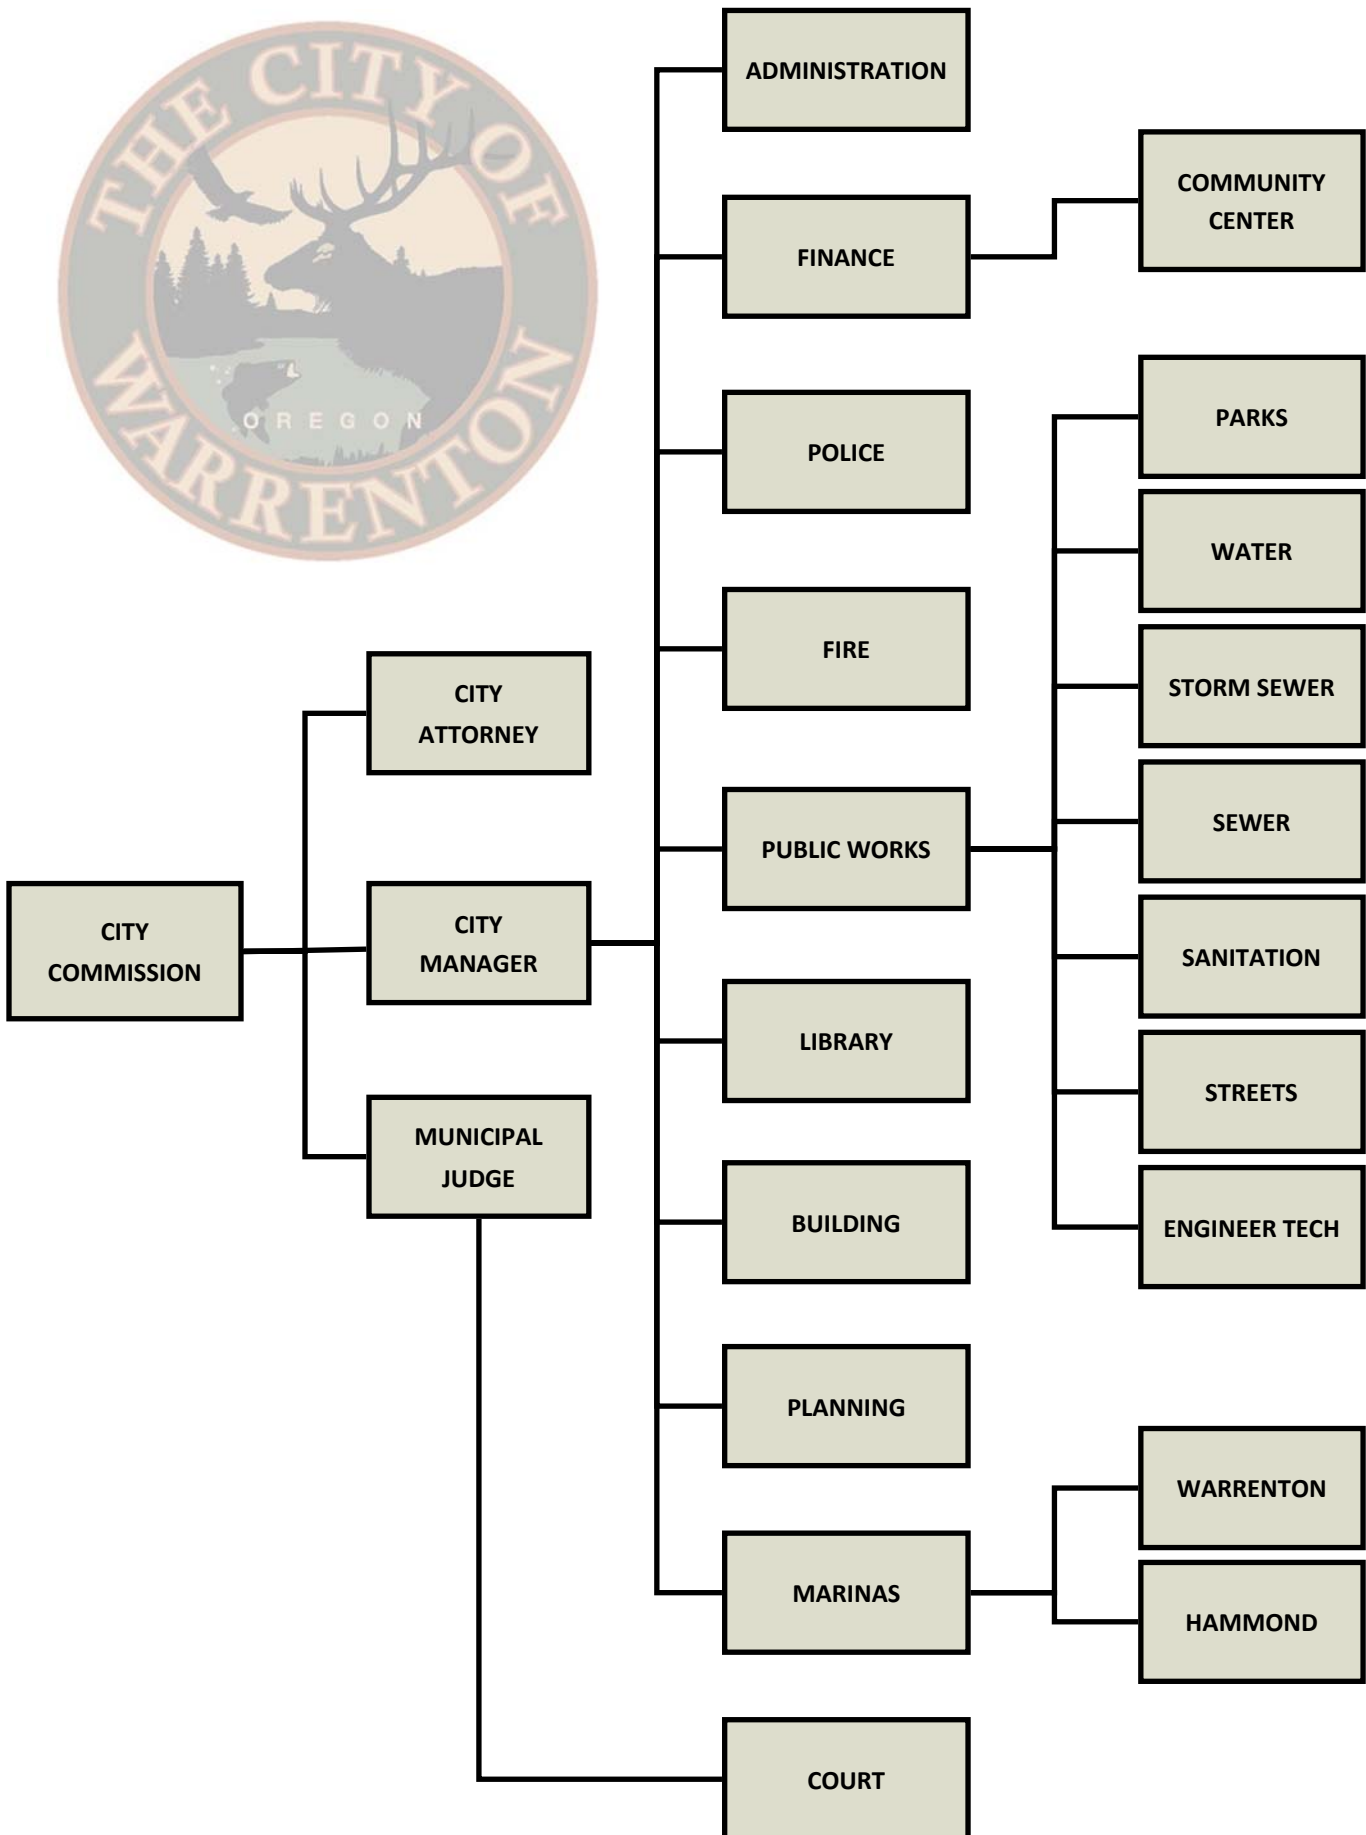 THE CITY OF
WARRENTON
OREGON
ADMINISTRATION
COMMUNITY
CENTER
FINANCE
PARKS
POLICE
WATER
FIRE
STORM SEWER
CITY
ATTORNEY
SEWER
PUBLIC WORKS
CITY
COMMISSION
CITY
MANAGER
SANITATION
LIBRARY
STREETS
MUNICIPAL
JUDGE
BUILDING
ENGINEER TECH
PLANNING
WARRENTON
MARINAS
HAMMOND
COURT